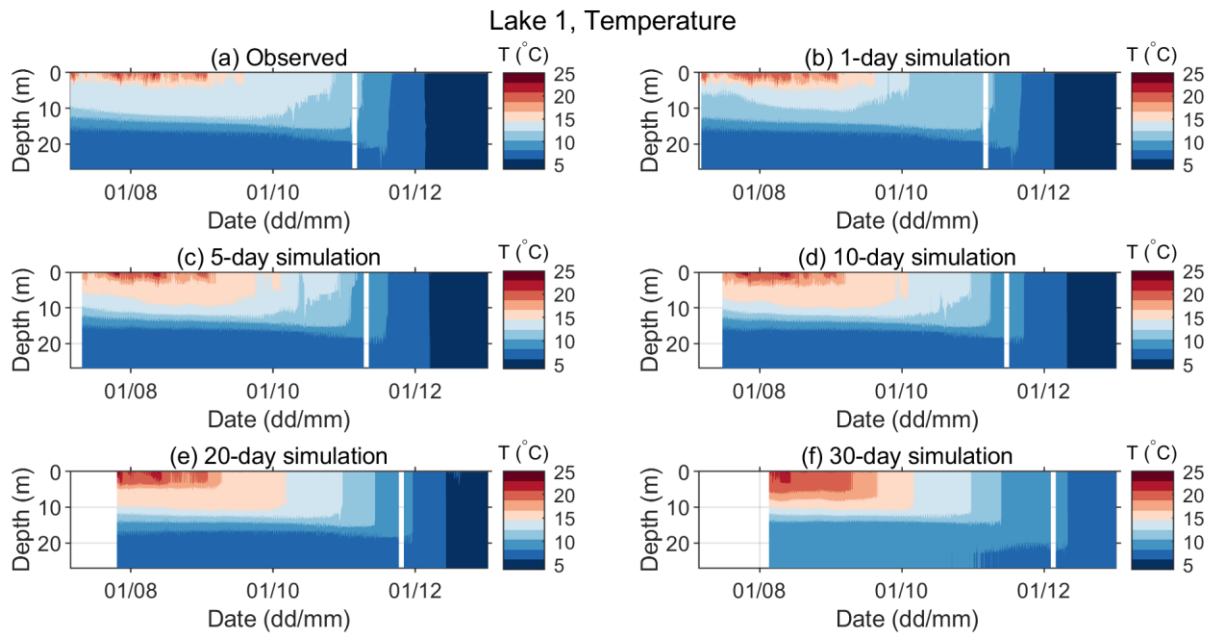 Lake 1, Temperature
(a) Observed
T (°C)
Depth (m)
0
10
20
01/08
01/10
01/12
Date (dd/mm)
25
20
15
10
5
(b) 1-day simulation
T (°C)
Depth (m)
0
10
20
01/08
01/10
01/12
Date (dd/mm)
25
20
15
10
5
(c) 5-day simulation
T (°C)
Depth (m)
0
10
20
01/08
01/10
01/12
Date (dd/mm)
25
20
15
10
5
(d) 10-day simulation
T (°C)
Depth (m)
0
10
20
01/08
01/10
01/12
Date (dd/mm)
25
20
15
10
5
(e) 20-day simulation
T (°C)
Depth (m)
0
10
20
01/08
01/10
01/12
Date (dd/mm)
25
20
15
10
5
(f) 30-day simulation
T (°C)
Depth (m)
0
10
20
01/08
01/10
01/12
Date (dd/mm)
25
20
15
10
5